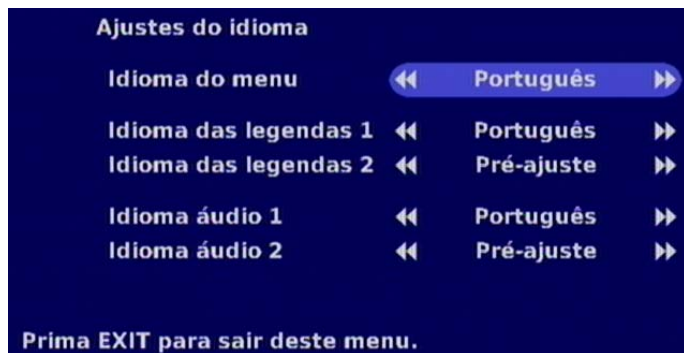 Ajustes do idioma
Idioma do menu Português
Idioma das legendas 1 Português
Idioma das legendas 2 Pré-ajuste
Idioma áudio 1 Português
Idioma áudio 2 Pré-ajuste
Prima EXIT para sair deste menu.